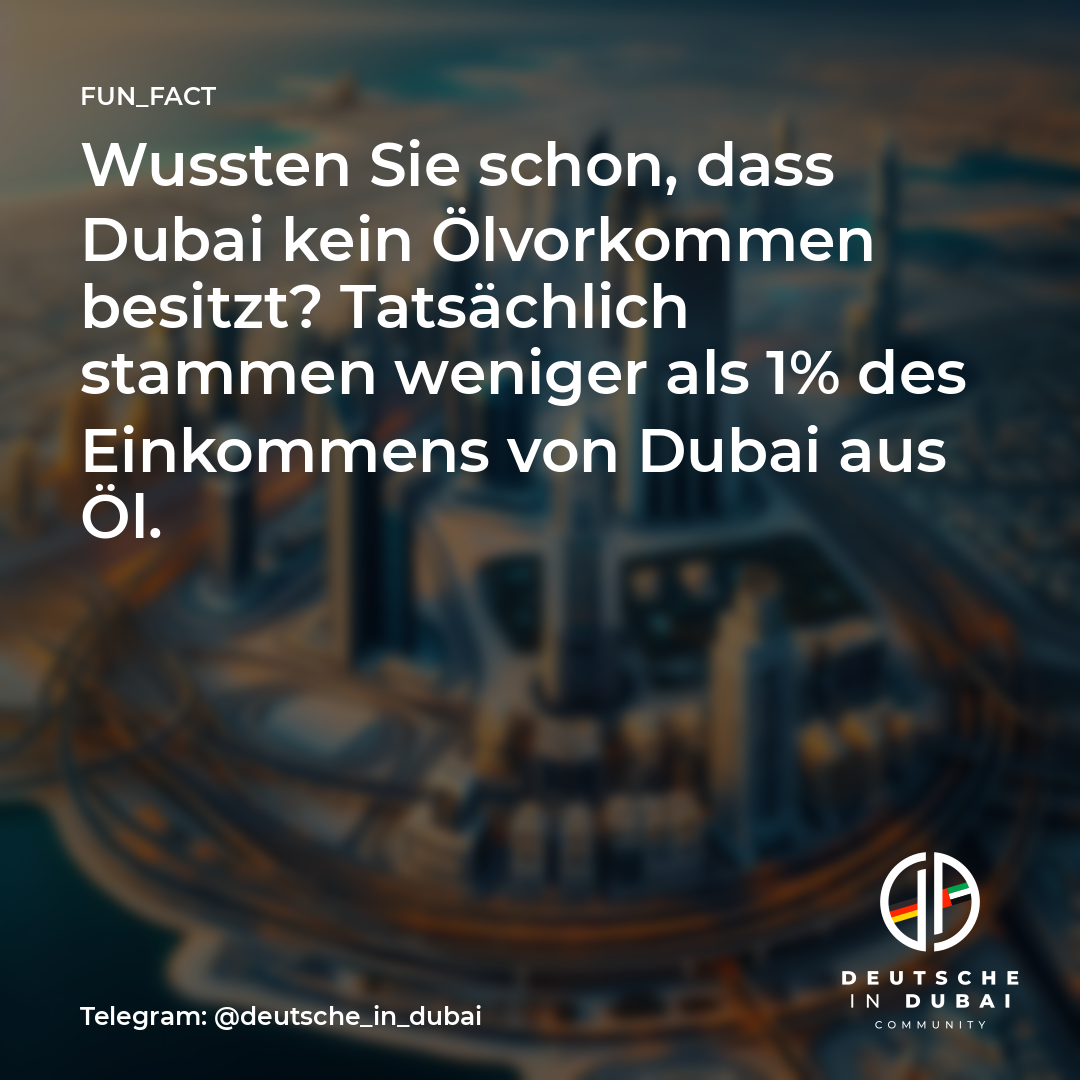 FUN_FACT
Wussten Sie schon, dass
Dubai kein Ölvorkommen
besitzt? Tatsächlich
stammen weniger als 1% des
Einkommens von Dubai aus
Öl.
DEUTSCHE
IN DUBAI
COMMUNITY
Telegram: @deutsche_in_dubai